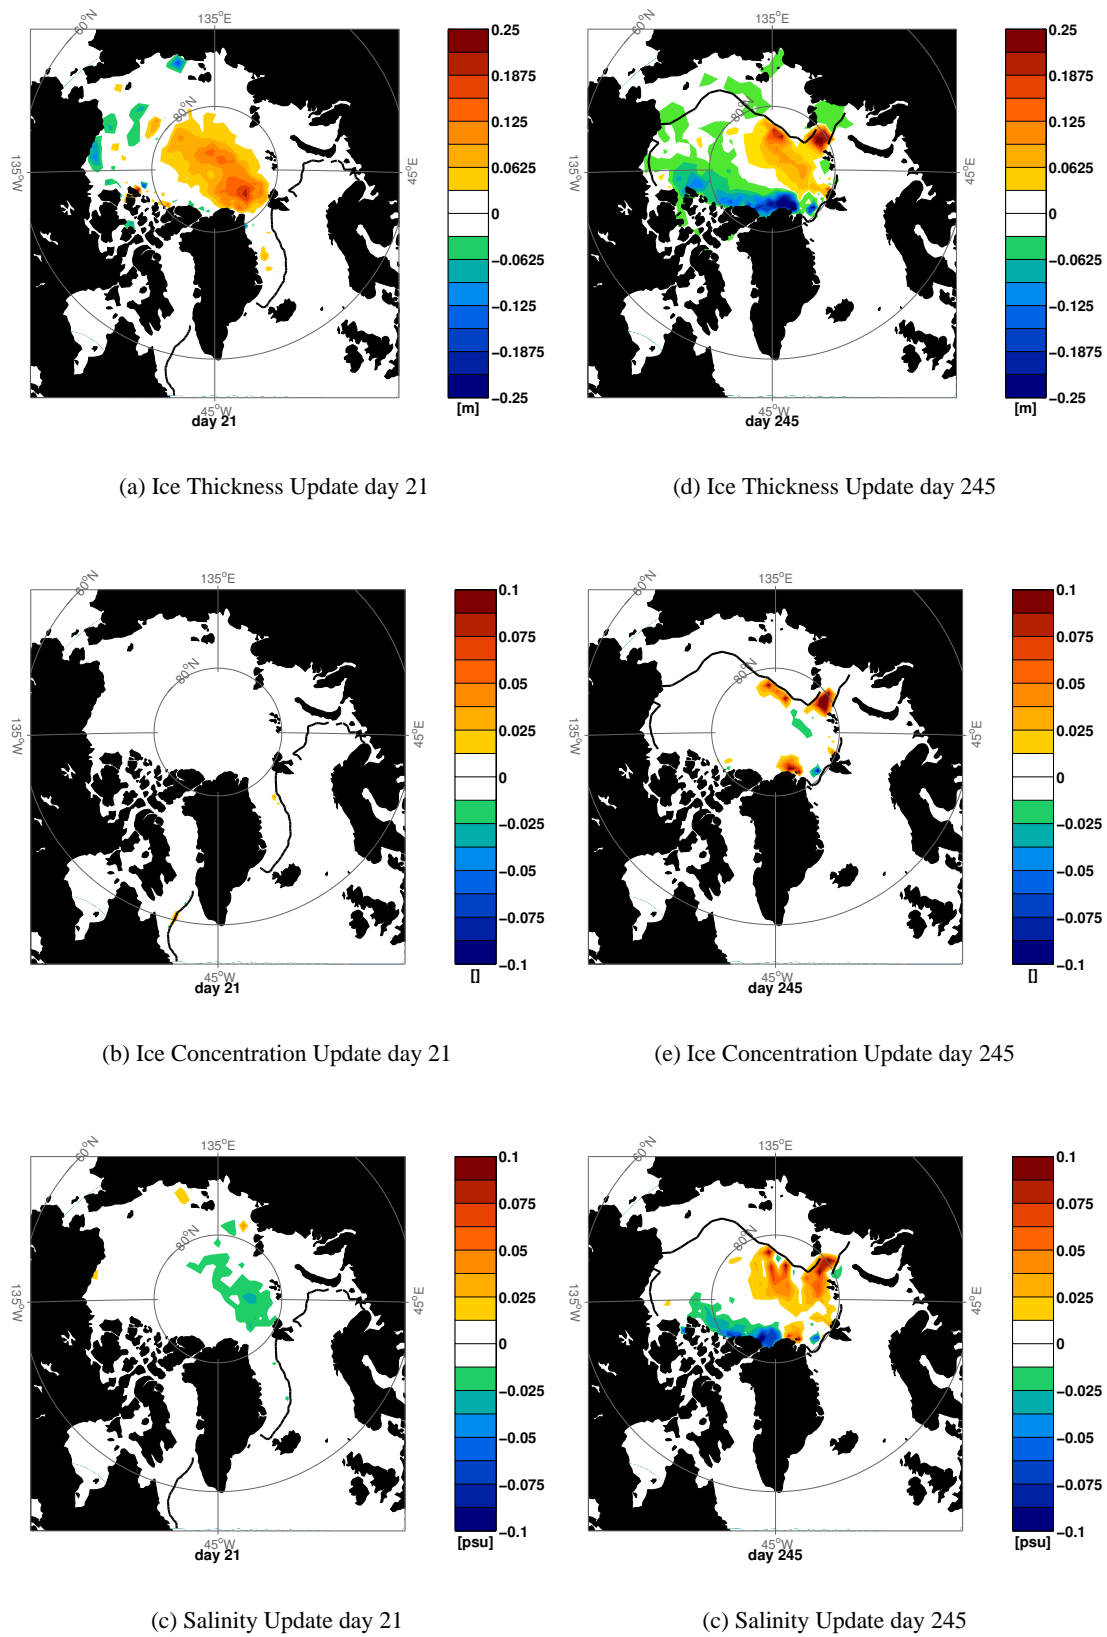 135°E
60°N
80°N
135°W
45°E
45°W
day 21
0.25
0.1875
0.125
0.0625
0
−0.0625
−0.125
−0.1875
−0.25
[m]
135°E
60°N
80°N
135°W
45°E
45°W
day 245
0.25
0.1875
0.125
0.0625
0
−0.0625
−0.125
−0.1875
−0.25
[m]
(a) Ice Thickness Update day 21
(d) Ice Thickness Update day 245
135°E
60°N
80°N
135°W
45°E
45°W
day 21
0.1
0.075
0.05
0.025
0
−0.025
−0.05
−0.075
−0.1
[]
135°E
60°N
80°N
135°W
45°E
45°W
day 245
0.1
0.075
0.05
0.025
0
−0.025
−0.05
−0.075
−0.1
[]
(b) Ice Concentration Update day 21
(e) Ice Concentration Update day 245
135°E
60°N
80°N
135°W
45°E
45°W
day 21
0.1
0.075
0.05
0.025
0
−0.025
−0.05
−0.075
−0.1
[psu]
135°E
60°N
80°N
135°W
45°E
45°W
day 245
0.1
0.075
0.05
0.025
0
−0.025
−0.05
−0.075
−0.1
[psu]
(c) Salinity Update day 21
(c) Salinity Update day 245